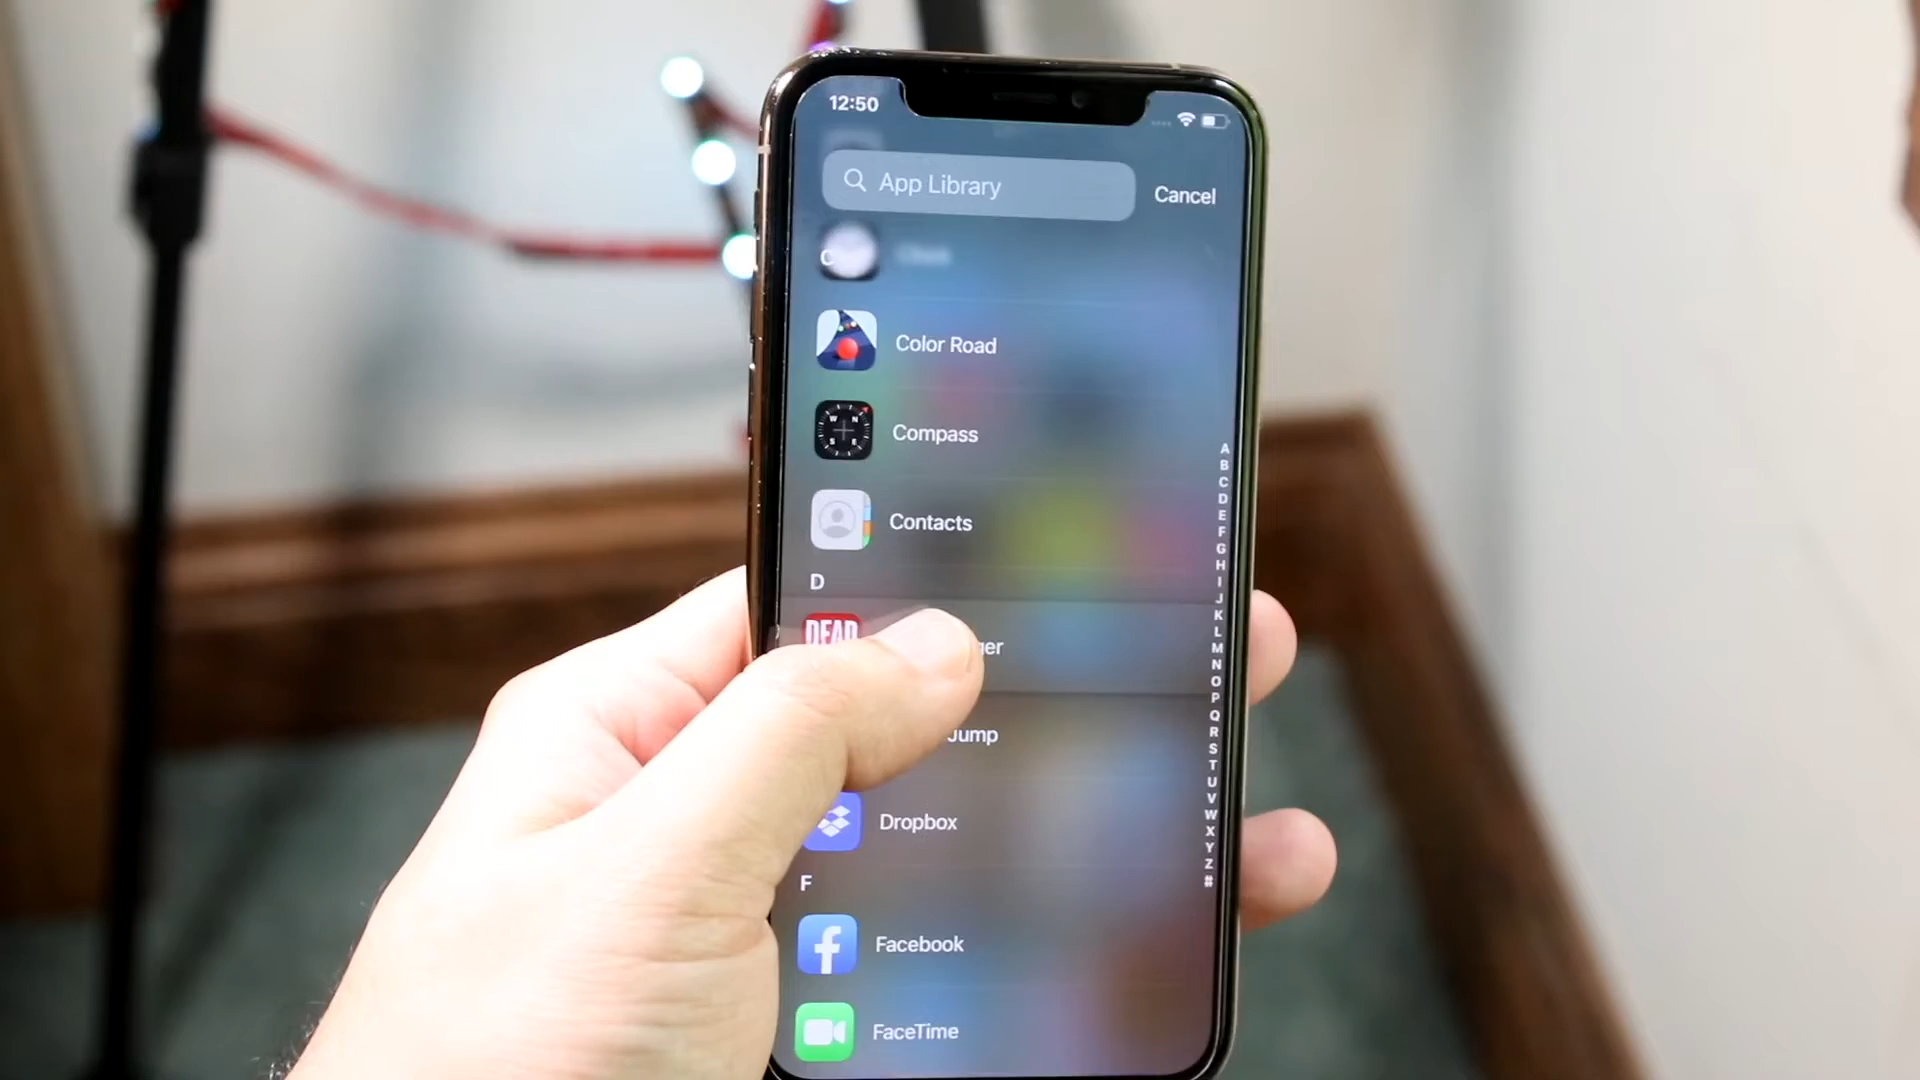 12:50
App Library
Cancel
C
Color Road
Compass
W N
S E
Contacts
D
DEAD
ger
Jump
Dropbox
F
Facebook
FaceTime
A
B
C
D
E
F
G
H
I
J
K
L
M
N
O
P
Q
R
S
T
U
V
W
X
Y
Z
#